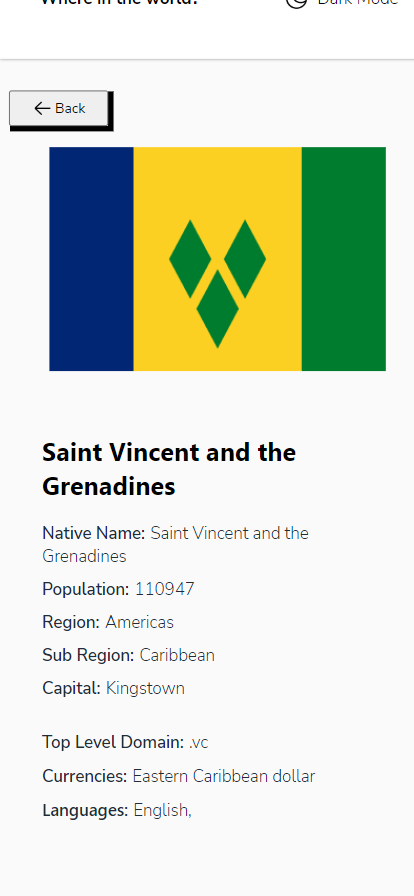 Where in the world?
Dark Mode
Back
Saint Vincent and the
Grenadines
Native Name: Saint Vincent and the
Grenadines
Population: 110947
Region: Americas
Sub Region: Caribbean
Capital: Kingstown
Top Level Domain: .vc
Currencies: Eastern Caribbean dollar
Languages: English,